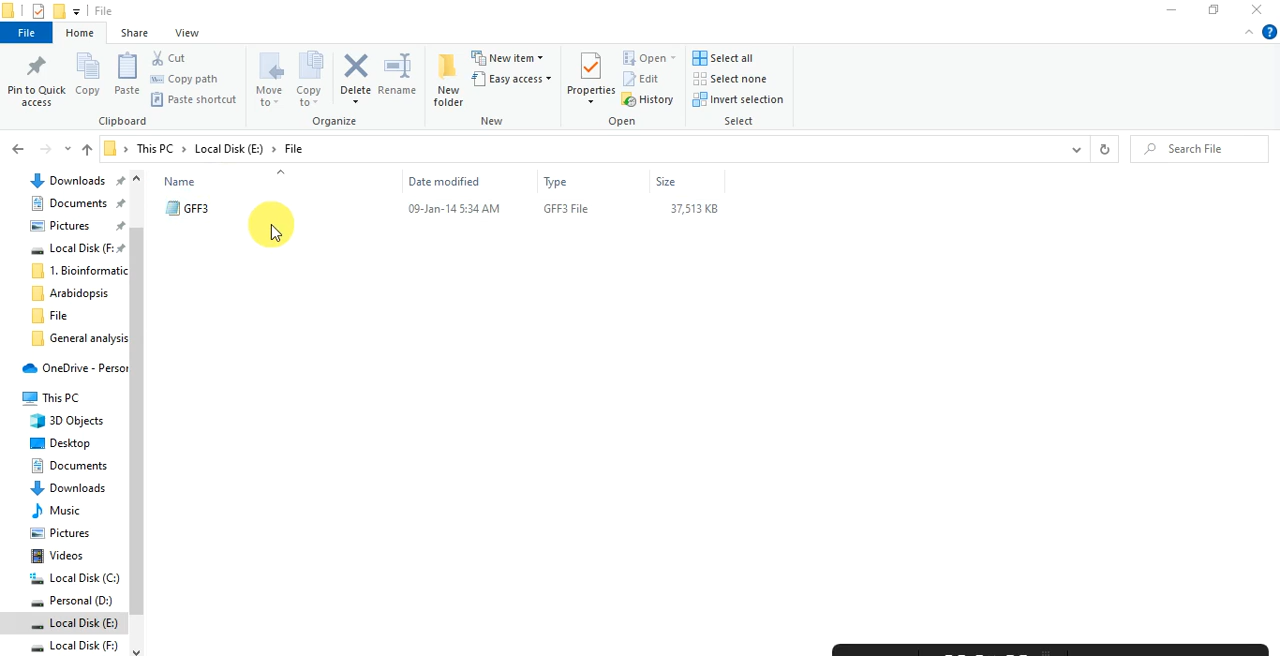 File
File Home Share View
Pin to Quick access
Copy
Paste
Cut
Copy path
Paste shortcut
Clipboard
Move to
Copy to
Delete
Rename
Organize
New folder
New item
Easy access
New
Properties
Open
Edit
History
Open
Select all
Select none
Invert selection
Select
This PC › Local Disk (E:) › File
Search File
Name Date modified Type Size
GFF3 09-Jan-14 5:34 AM GFF3 File 37,513 KB
Downloads
Documents
Pictures
Local Disk (F:
1. Bioinformatic
Arabidopsis
File
General analysis
OneDrive - Persor
This PC
3D Objects
Desktop
Documents
Downloads
Music
Pictures
Videos
Local Disk (C:)
Personal (D:)
Local Disk (E:)
Local Disk (F:)